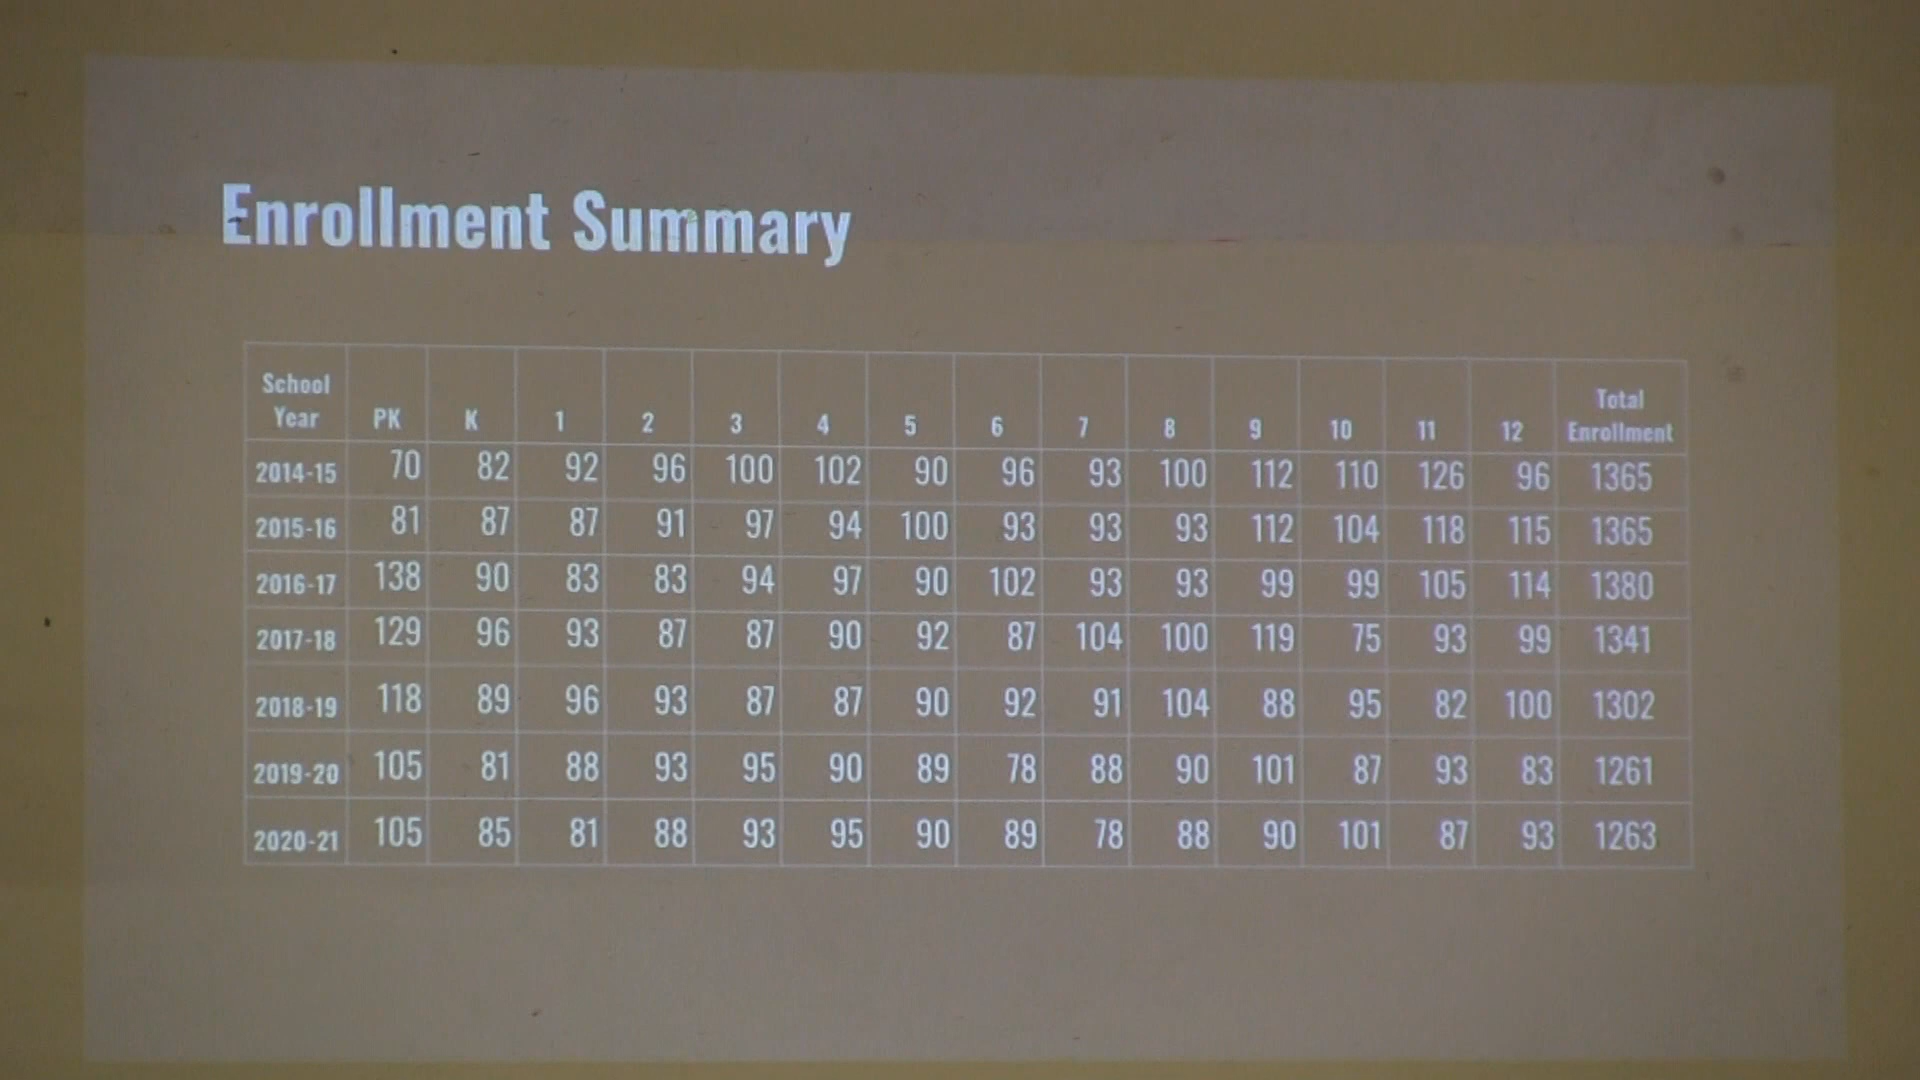 Enrollment Summary
School Year PK K 1 2 3 4 5 6 7 8 9 10 11 12 Total Enrollment
2014-15 70 82 92 96 100 102 90 96 93 100 112 110 126 96 1365
2015-16 81 87 87 91 97 94 100 93 93 93 112 104 118 115 1365
2016-17 138 90 83 83 94 97 90 102 93 93 99 99 105 114 1380
2017-18 129 96 93 87 87 90 92 87 104 100 119 75 93 99 1341
2018-19 118 89 96 93 87 87 90 92 91 104 88 95 82 100 1302
2019-20 105 81 88 93 95 90 89 78 88 90 101 87 93 83 1261
2020-21 105 85 81 88 93 95 90 89 78 88 90 101 87 93 1263